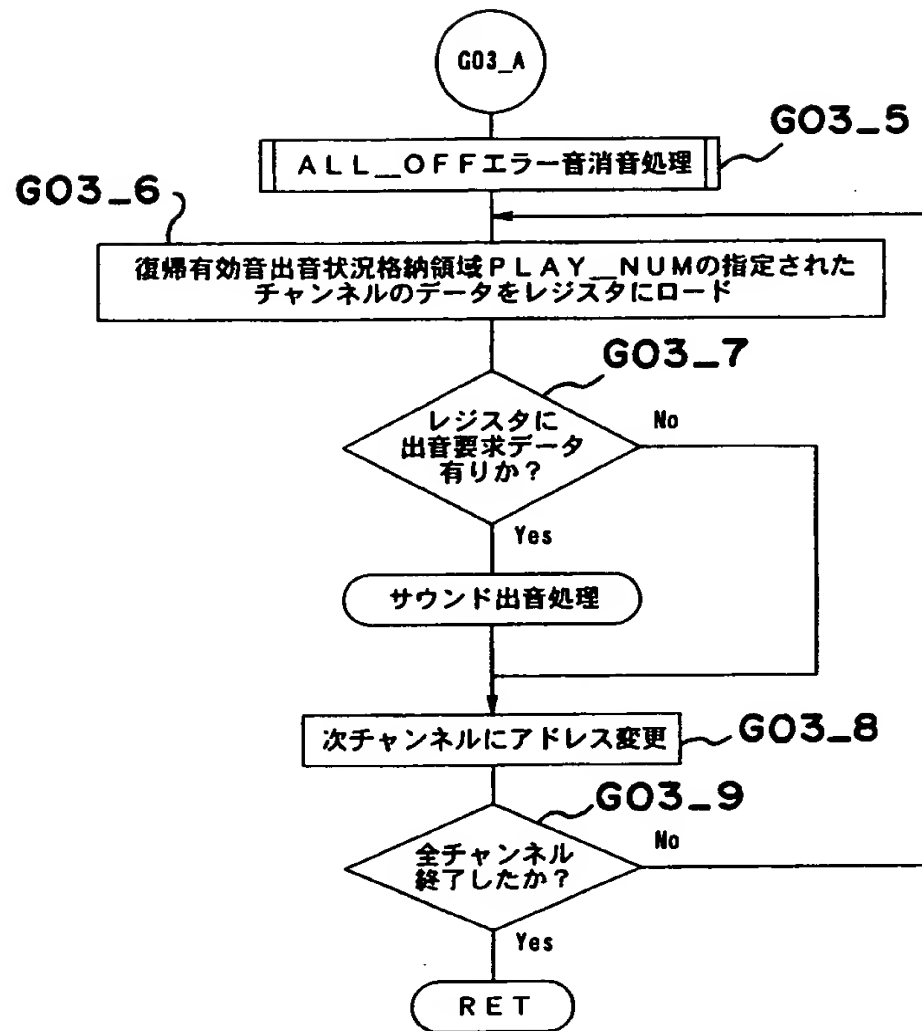 G03_A
G03_5
ALL_OFFエラー音消音処理
G03_6
復帰有効音出音状況格納領域PLAY_NUMの指定された
チャンネルのデータをレジスタにロード
G03_7
レジスタに
出音要求データ
有りか?
No
Yes
サウンド出音処理
次チャンネルにアドレス変更
G03_8
G03_9
全チャンネル
終了したか?
No
Yes
RET